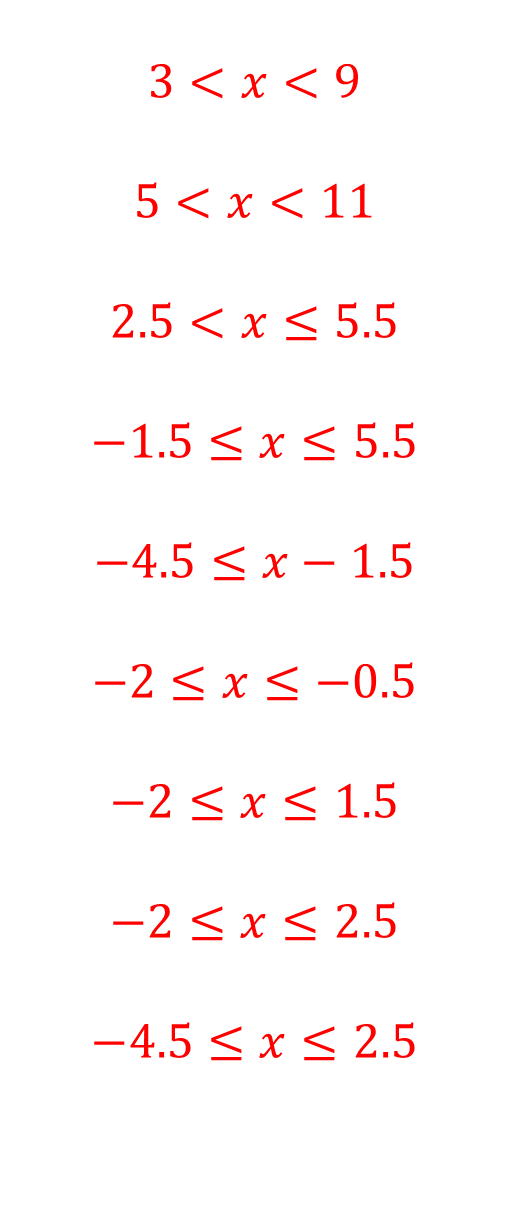 3 < x < 9
5 < x < 11
2.5 < x ≤ 5.5
−1.5 ≤ x ≤ 5.5
−4.5 ≤ x − 1.5
−2 ≤ x ≤ −0.5
−2 ≤ x ≤ 1.5
−2 ≤ x ≤ 2.5
−4.5 ≤ x ≤ 2.5